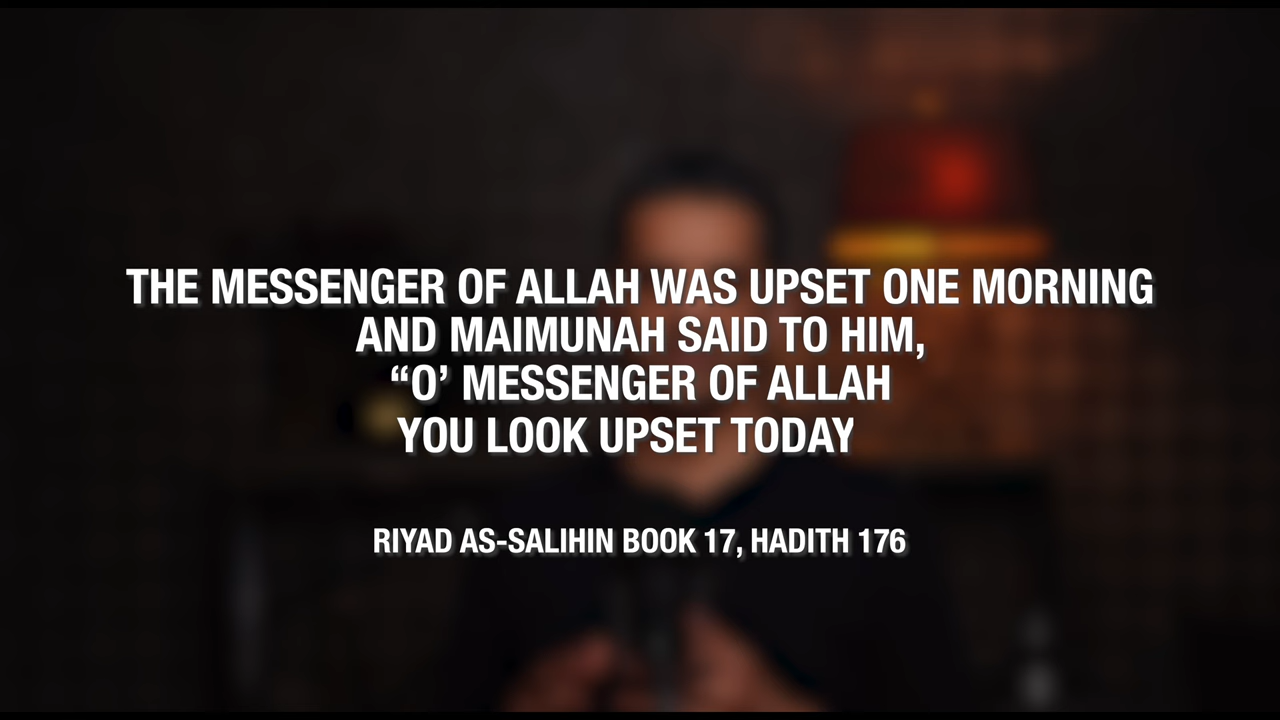 THE MESSENGER OF ALLAH WAS UPSET ONE MORNING
AND MAIMUNAH SAID TO HIM,
“O’ MESSENGER OF ALLAH
YOU LOOK UPSET TODAY
RIYAD AS-SALIHIN BOOK 17, HADITH 176